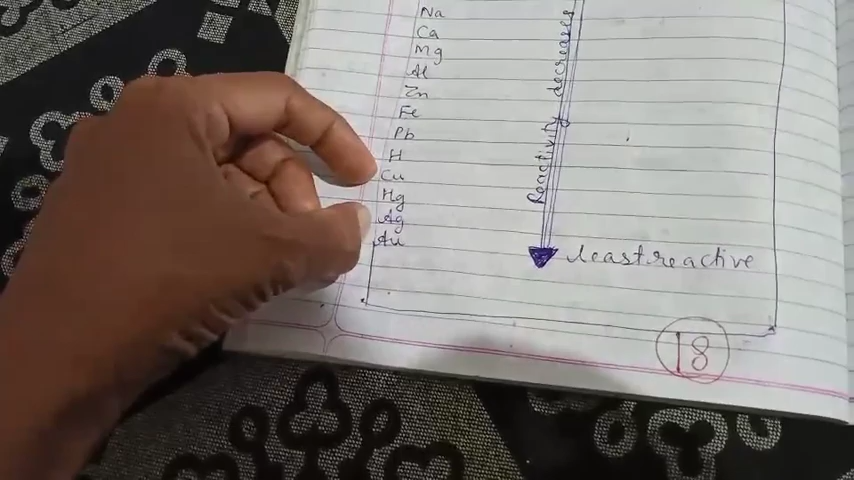 Na
Ca
Mg
Al
Zn
Fe
Pb
H
Cu
Hg
Ag
Au
Reactivity decreases
least reactive
18